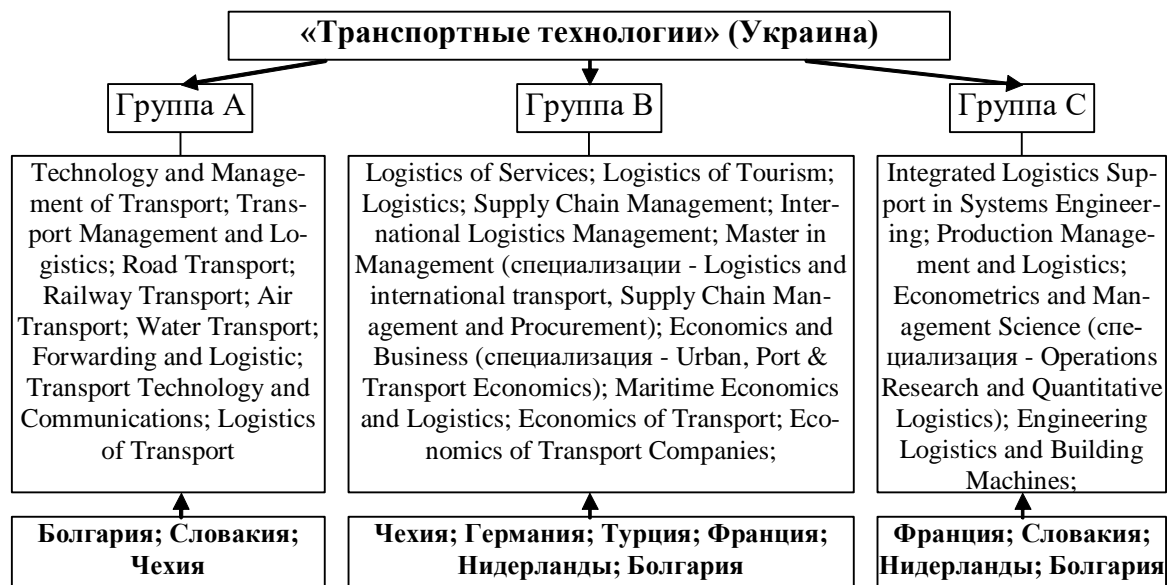 «Транспортные технологии» (Украина)
Группа А
Группа В
Группа С
Technology and Manage-
ment of Transport; Trans-
port Management and Lo-
gistics; Road Transport;
Railway Transport; Air
Transport; Water Transport;
Forwarding and Logistic;
Transport Technology and
Communications; Logistics
of Transport
Logistics of Services; Logistics of Tourism;
Logistics; Supply Chain Management; Inter-
national Logistics Management; Master in
Management (специализации - Logistics and
international transport, Supply Chain Man-
agement and Procurement); Economics and
Business (специализация - Urban, Port &
Transport Economics); Maritime Economics
and Logistics; Economics of Transport; Eco-
nomics of Transport Companies;
Integrated Logistics Sup-
port in Systems Engineer-
ing; Production Manage-
ment and Logistics;
Econometrics and Man-
agement Science (спе-
циализация - Operations
Research and Quantitative
Logistics); Engineering
Logistics and Building
Machines;
Болгария; Словакия;
Чехия
Чехия; Германия; Турция; Франция;
Нидерланды; Болгария
Франция; Словакия;
Нидерланды; Болгария